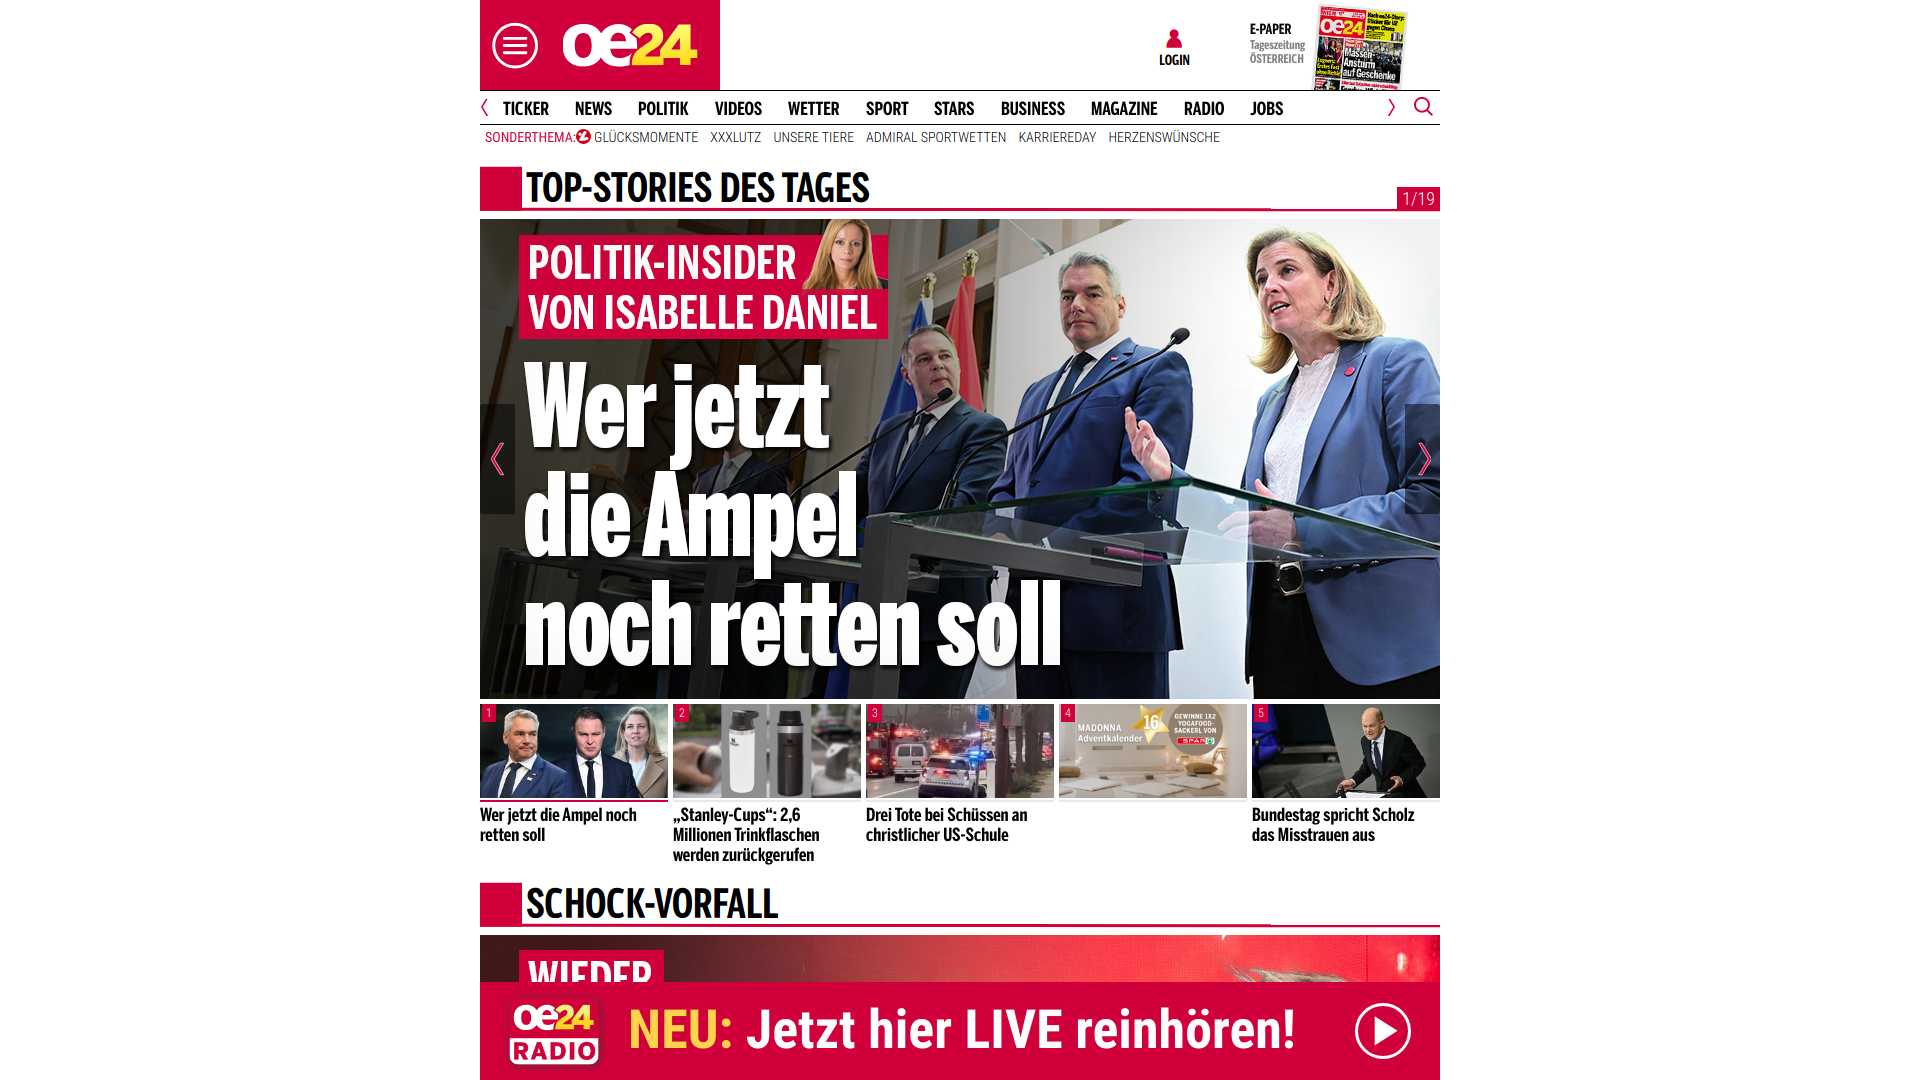 oe24
LOGIN
E-PAPER
Tageszeitung
ÖSTERREICH
oe24
Massen-
Ansturm
auf Geschenke
TICKER NEWS POLITIK VIDEOS WETTER SPORT STARS BUSINESS MAGAZINE RADIO JOBS
SONDERTHEMA: GLÜCKSMOMENTE XXXLUTZ UNSERE TIERE ADMIRAL SPORTWETTEN KARRIEREDAY HERZENSWÜNSCHE
TOP-STORIES DES TAGES
1/19
POLITIK-INSIDER
VON ISABELLE DANIEL
Wer jetzt
die Ampel
noch retten soll
1
2
3
4
5
MADONNA
Adventkalender
16
GEWINNE 1X2
YOGAFOOD-
SACKERL VON
SPAR
Wer jetzt die Ampel noch
retten soll
„Stanley-Cups“: 2,6
Millionen Trinkflaschen
werden zurückgerufen
Drei Tote bei Schüssen an
christlicher US-Schule
Bundestag spricht Scholz
das Misstrauen aus
SCHOCK-VORFALL
WIEDER
oe24
RADIO
NEU: Jetzt hier LIVE reinhören!